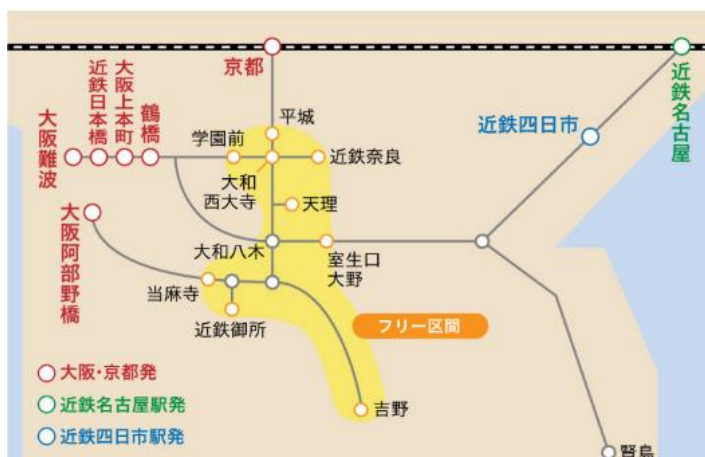 京都
近鉄名古屋
大阪難波
近鉄日本橋
大阪上本町
鶴橋
平城
学園前
近鉄奈良
大和
西大寺
近鉄四日市
大阪阿部野橋
天理
大和八木
室生口
大野
当麻寺
近鉄御所
フリー区間
吉野
大阪・京都発
近鉄名古屋駅発
近鉄四日市駅発
賢島